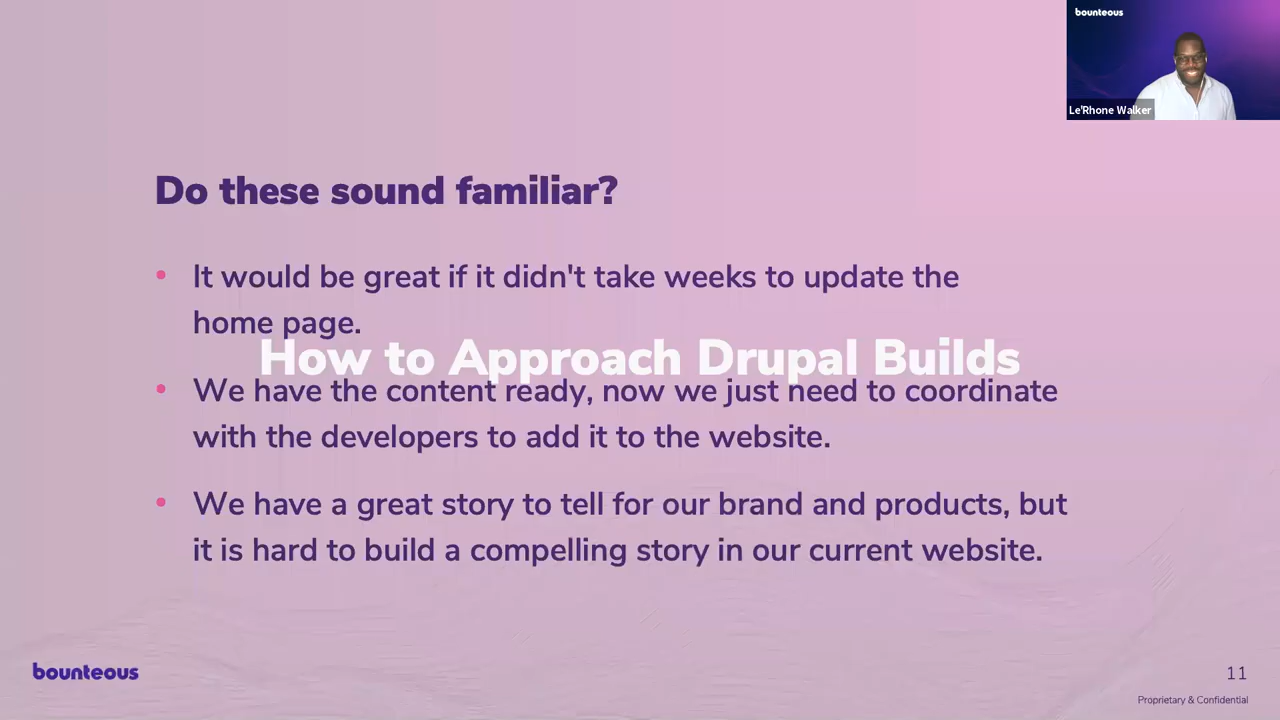 bounteous
Le'Rhone Walker
Do these sound familiar?
• It would be great if it didn't take weeks to update the
home page.
How to Approach Drupal Builds
• We have the content ready, now we just need to coordinate
with the developers to add it to the website.
• We have a great story to tell for our brand and products, but
it is hard to build a compelling story in our current website.
bounteous
11
Proprietary & Confidential